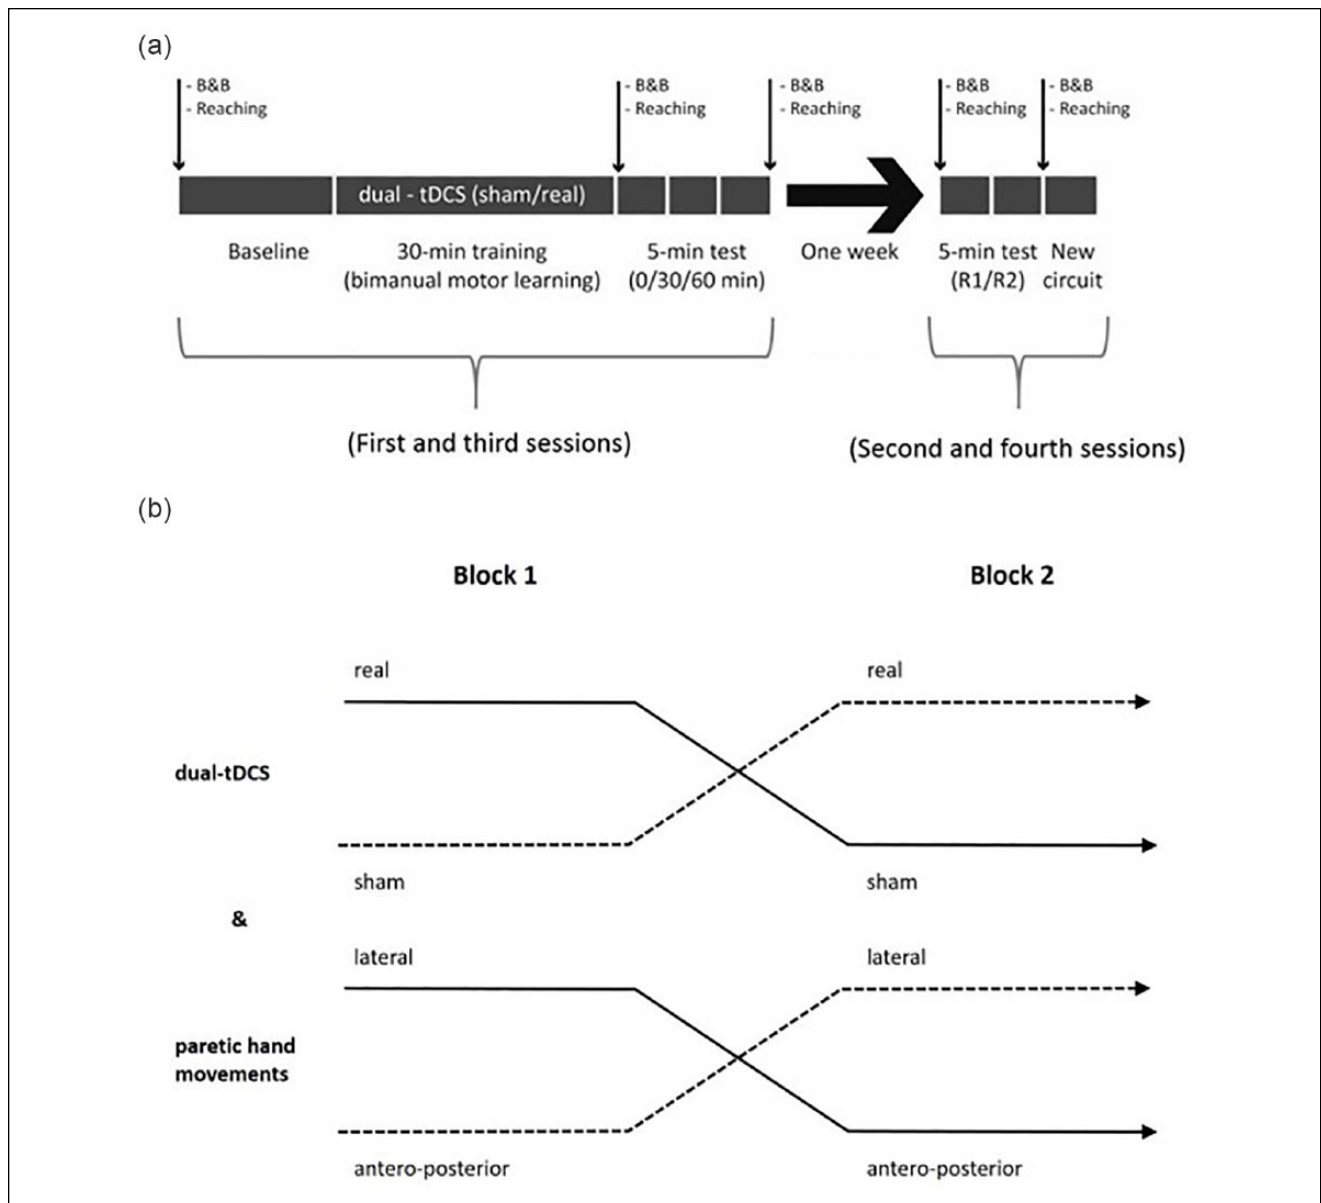 (a)
- B&B
- Reaching
- B&B
- Reaching
- B&B
- Reaching
- B&B
- Reaching
- B&B
- Reaching
dual - tDCS (sham/real)
Baseline
30-min training
(bimanual motor learning)
5-min test
(0/30/60 min)
One week
5-min test
(R1/R2)
New
circuit
(First and third sessions)
(Second and fourth sessions)
(b)
Block 1
Block 2
real
real
dual-tDCS
sham
sham
&
lateral
lateral
paretic hand
movements
antero-posterior
antero-posterior